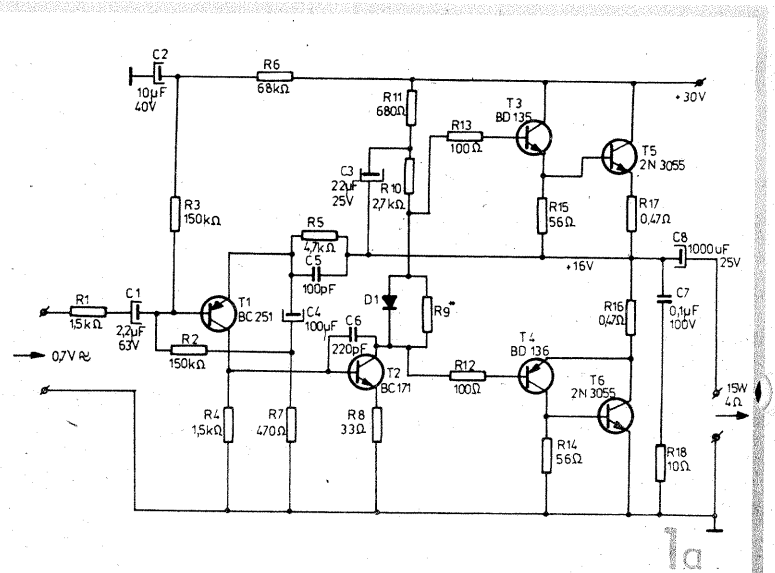 C2
10µF
40V
R6
68kΩ
R11
680Ω
+30V
T3
BD 135
R13
100Ω
T5
2N 3055
C3
22µF
25V
R10
2,7kΩ
R3
150kΩ
R5
4,7kΩ
C5
100pF
R15
56Ω
R17
0,47Ω
C8
1000uF
25V
+16V
R1
1,5kΩ
C1
2,2µF
63V
T1
BC 251
C4
100µF
D1
R9*
R16
0,47Ω
C7
0,1µF
100V
R2
150kΩ
C6
220pF
T2
BC171
R12
100Ω
T4
BD 136
T6
2N 3055
0,7V ≂
15W
4Ω
R4
1,5kΩ
R7
470Ω
R8
33Ω
R14
56Ω
R18
10Ω
1a